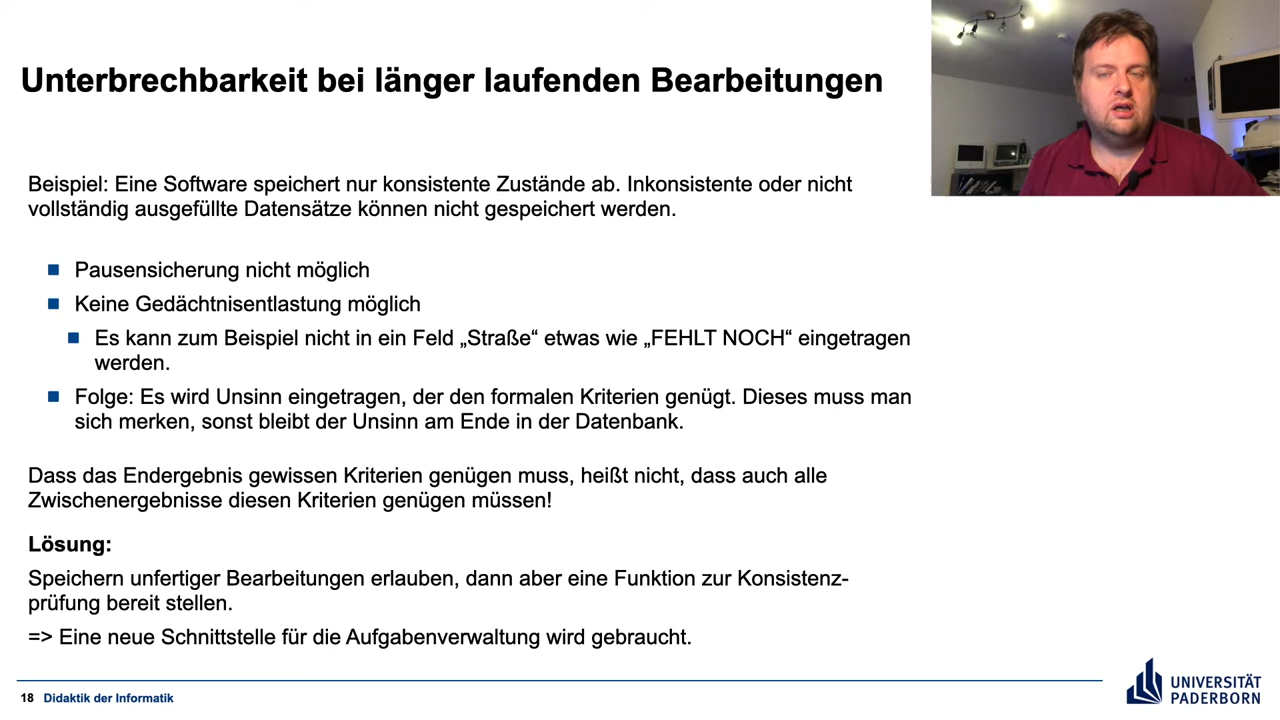 Unterbrechbarkeit bei länger laufenden Bearbeitungen
Beispiel: Eine Software speichert nur konsistente Zustände ab. Inkonsistente oder nicht
vollständig ausgefüllte Datensätze können nicht gespeichert werden.
Pausensicherung nicht möglich
Keine Gedächtnisentlastung möglich
Es kann zum Beispiel nicht in ein Feld „Straße“ etwas wie „FEHLT NOCH“ eingetragen
werden.
Folge: Es wird Unsinn eingetragen, der den formalen Kriterien genügt. Dieses muss man
sich merken, sonst bleibt der Unsinn am Ende in der Datenbank.
Dass das Endergebnis gewissen Kriterien genügen muss, heißt nicht, dass auch alle
Zwischenergebnisse diesen Kriterien genügen müssen!
Lösung:
Speichern unfertiger Bearbeitungen erlauben, dann aber eine Funktion zur Konsistenz-
prüfung bereit stellen.
=> Eine neue Schnittstelle für die Aufgabenverwaltung wird gebraucht.
18 Didaktik der Informatik
UNIVERSITÄT
PADERBORN